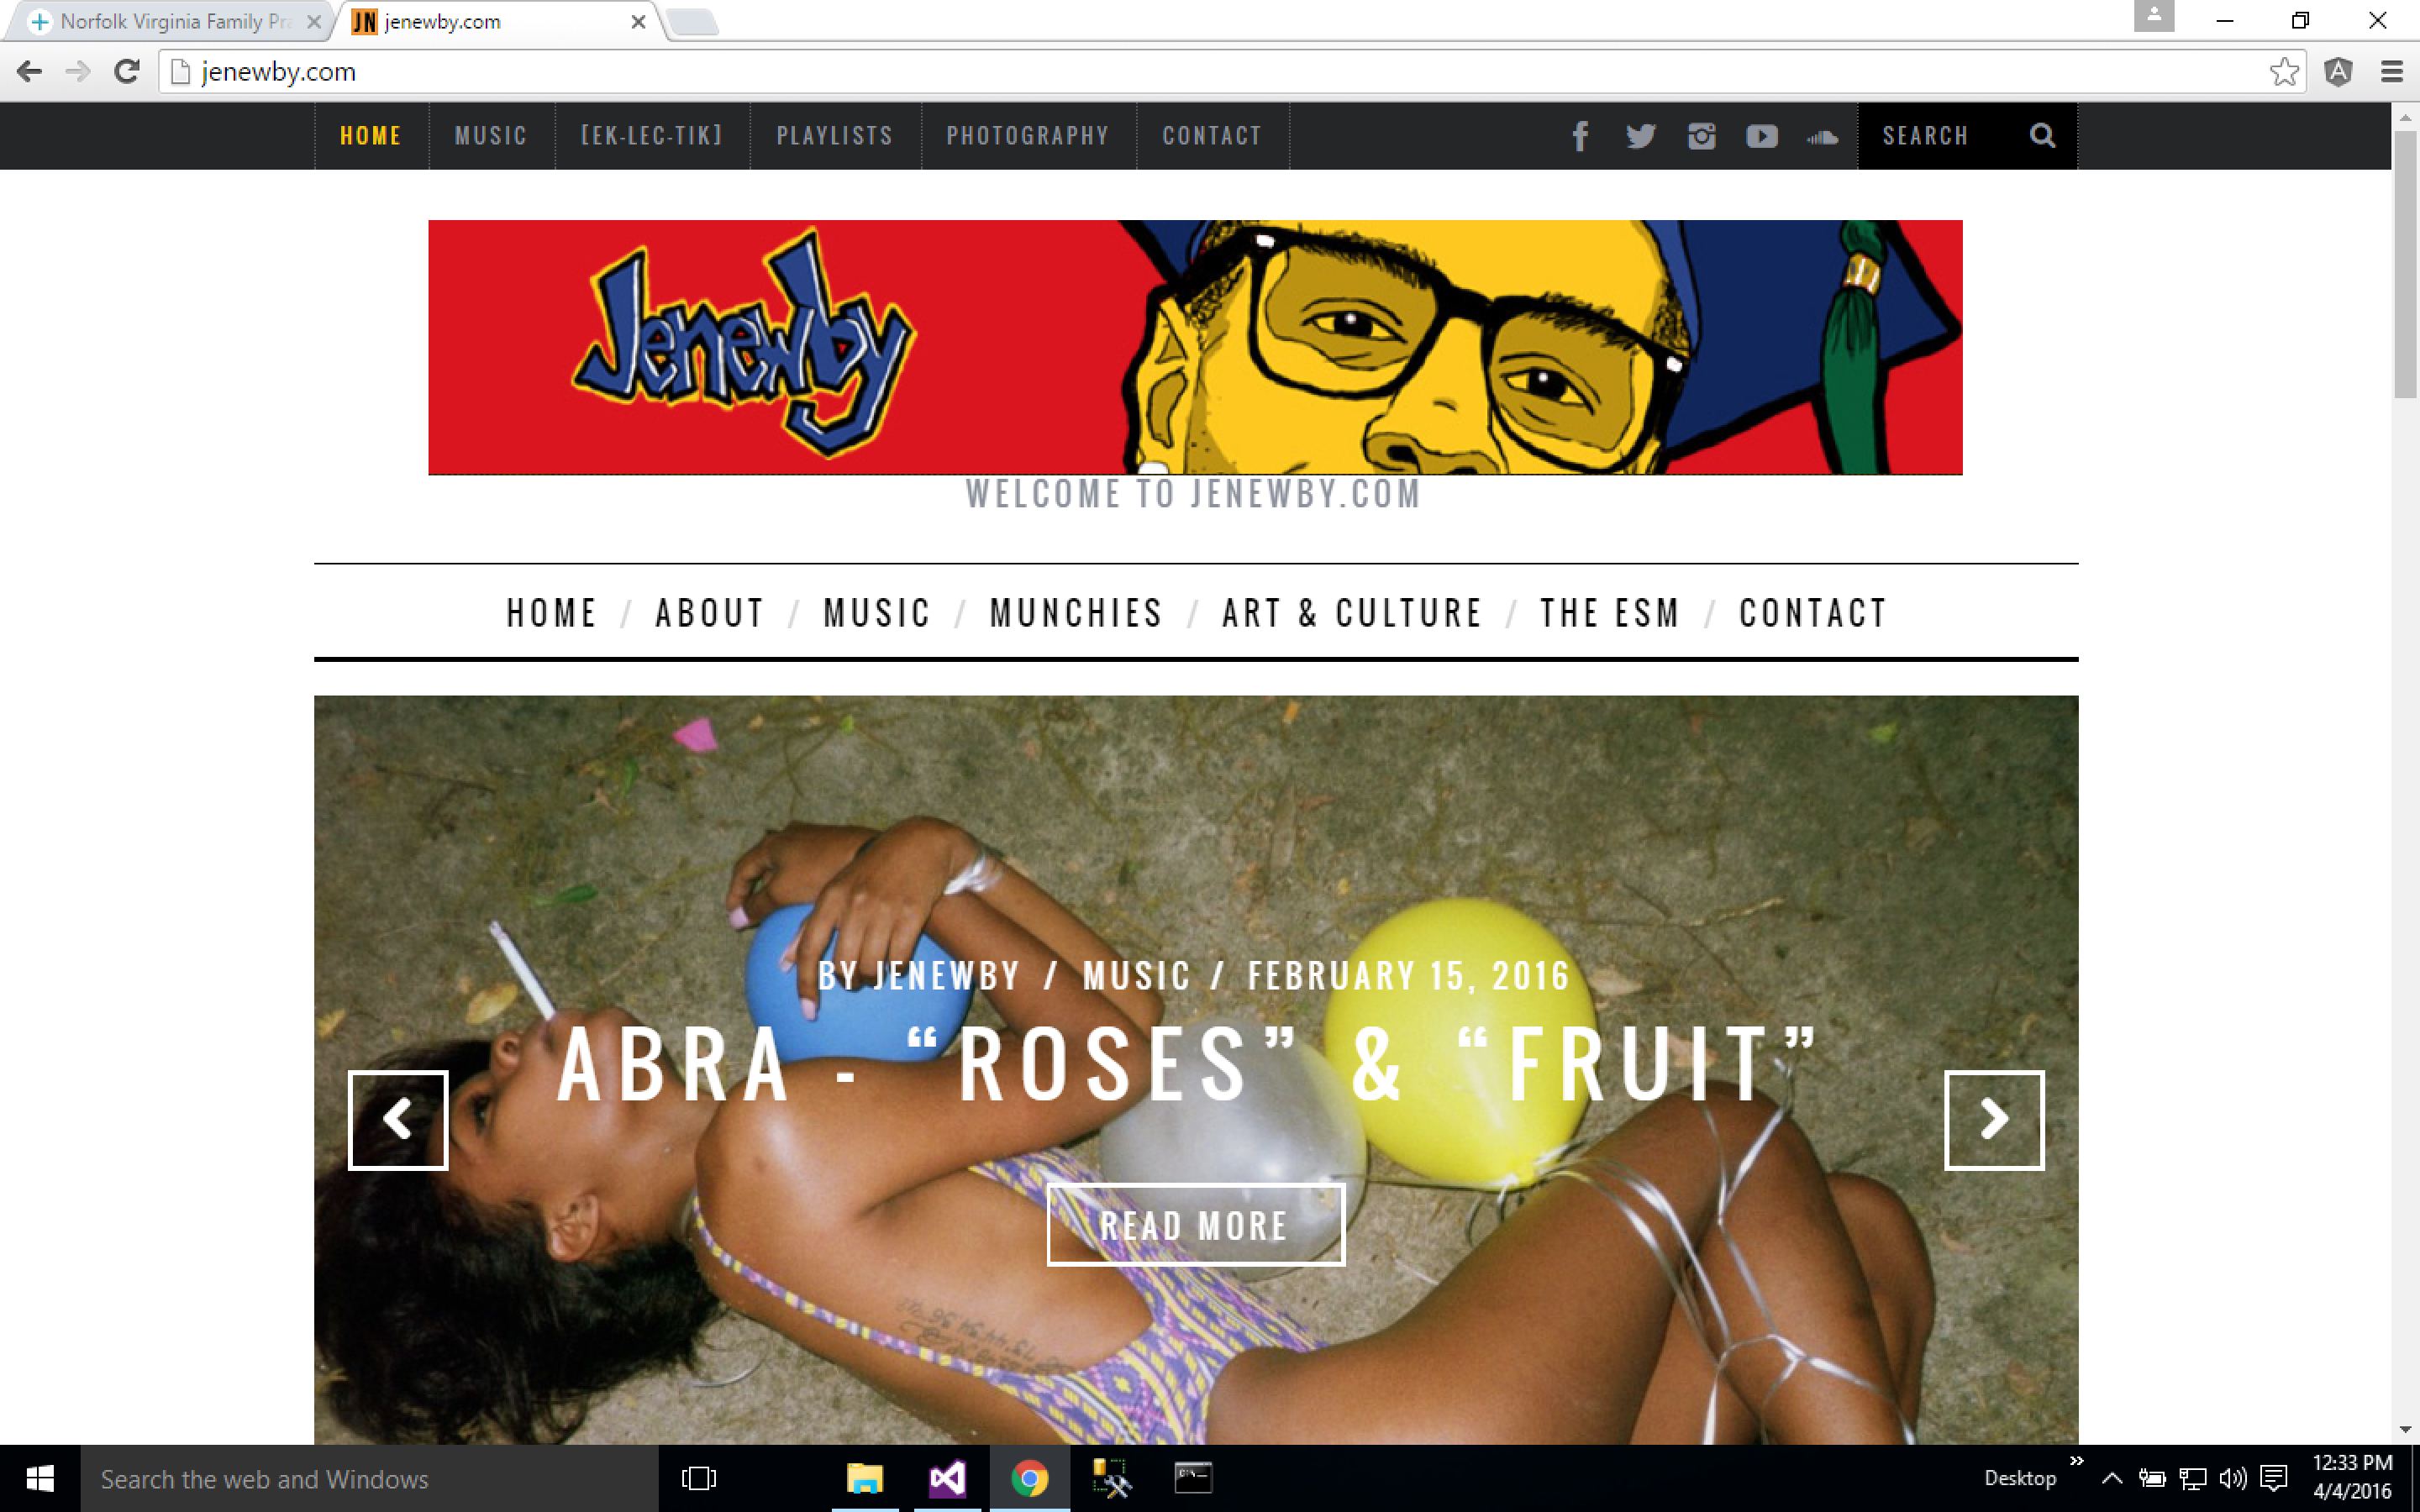 Norfolk Virginia Family Pra
jenewby.com
jenewby.com
HOME MUSIC [EK-LEC-TIK] PLAYLISTS PHOTOGRAPHY CONTACT SEARCH
Jenewby
WELCOME TO JENEWBY.COM
HOME / ABOUT / MUSIC / MUNCHIES / ART & CULTURE / THE ESM / CONTACT
BY JENEWBY / MUSIC / FEBRUARY 15, 2016
ABRA - “ROSES” & “FRUIT”
READ MORE
Search the web and Windows
Desktop
12:33 PM
4/4/2016